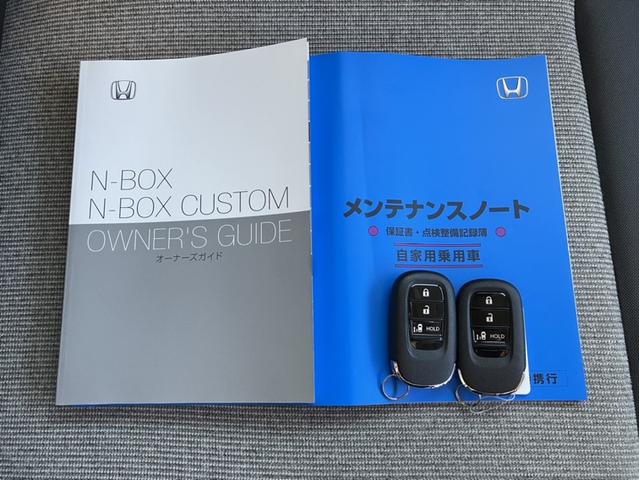 N-BOX
N-BOX CUSTOM
OWNER'S GUIDE
オーナーズガイド
メンテナンスノート
保証書・点検整備記録簿
自家用乗用車
携行
HOLD
HOLD